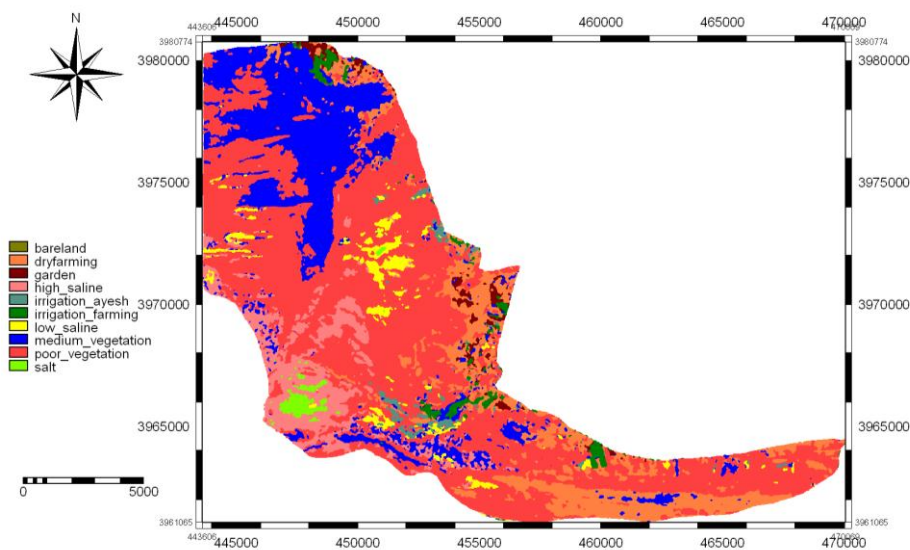 N
445000 450000 455000 460000 465000 470000
443606 470069
3980774 3980774
3980000 3980000
3975000 3975000
3970000 3970000
3965000 3965000
3961065 3961065
443606 470069
445000 450000 455000 460000 465000 470000
bareland
dryfarming
garden
high_saline
irrigation_ayesh
irrigation_farming
low_saline
medium_vegetation
poor_vegetation
salt
0 5000